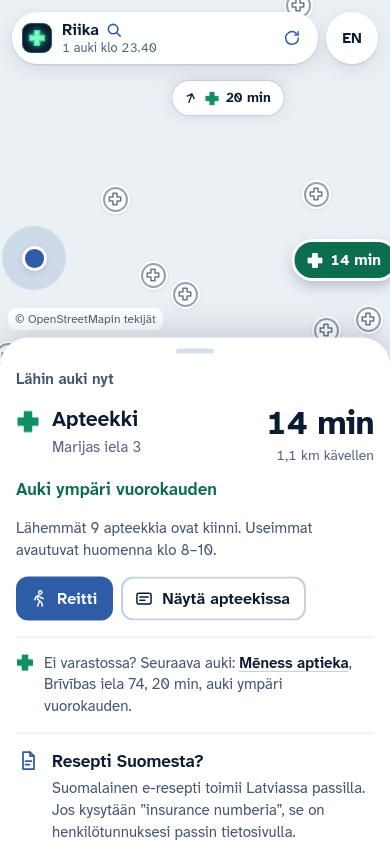 Riika
1 auki klo 23.40
EN
20 min
14 min
© OpenStreetMapin tekijät
Lähin auki nyt
Apteekki
14 min
Marijas iela 3
1,1 km kävellen
Auki ympäri vuorokauden
Lähemmät 9 apteekkia ovat kiinni. Useimmat
avautuvat huomenna klo 8–10.
Reitti
Näytä apteekissa
Ei varastossa? Seuraava auki: Mēness aptieka,
Brīvības iela 74, 20 min, auki ympäri
vuorokauden.
Resepti Suomesta?
Suomalainen e-resepti toimii Latviassa passilla.
Jos kysytään ”insurance numberia”, se on
henkilötunnuksesi passin tietosivulla.